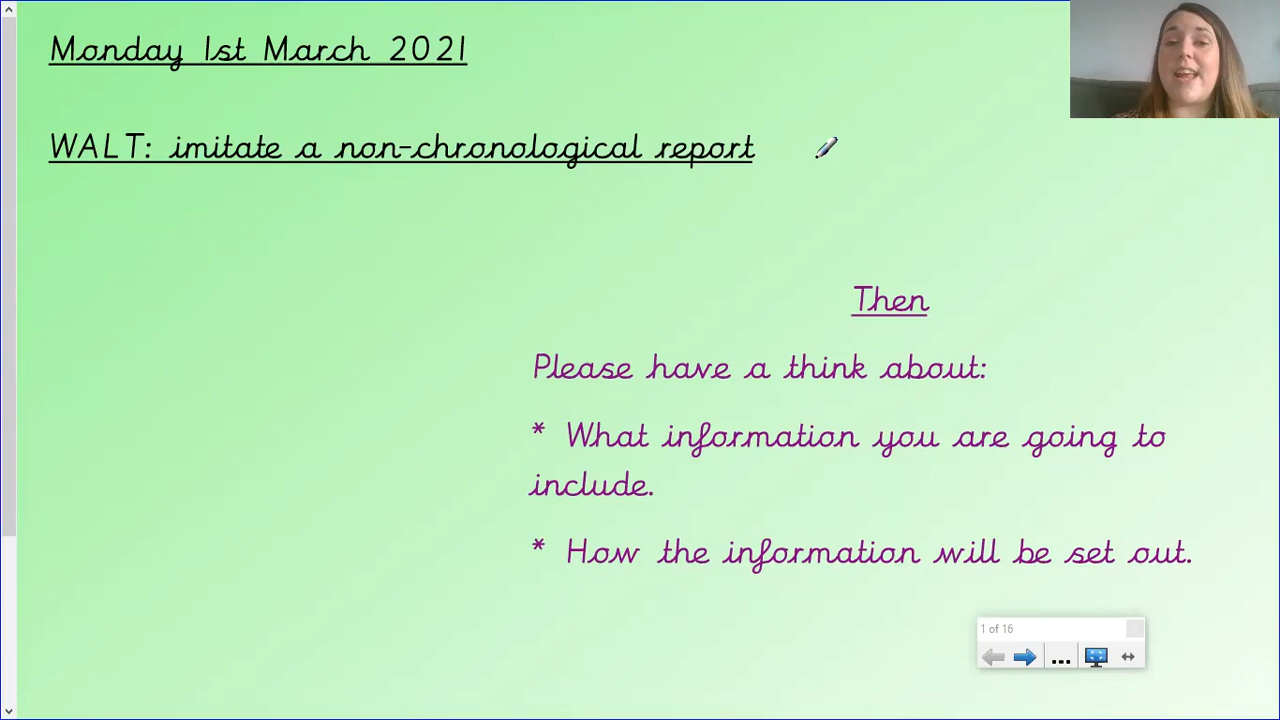 Monday 1st March 2021
WALT: imitate a non-chronological report
Then
Please have a think about:
* What information you are going to
include.
* How the information will be set out.
1 of 16
...